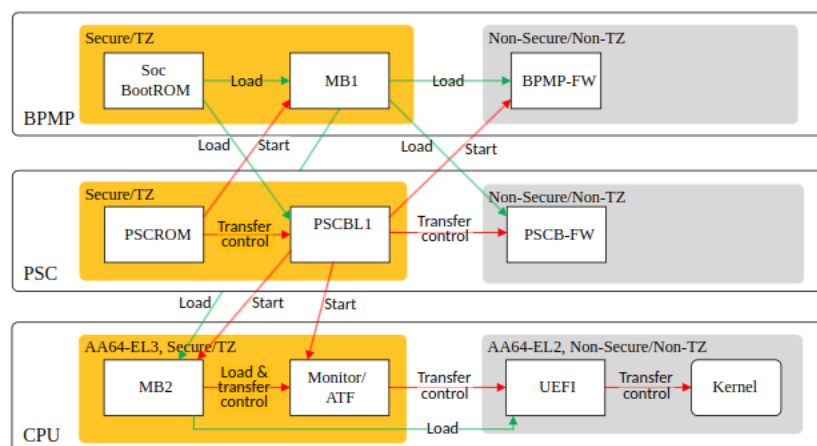 Secure/TZ
Non-Secure/Non-TZ
Soc
BootROM
Load
MB1
Load
BPMP-FW
BPMP
Load
Start
Load
Start
Secure/TZ
Non-Secure/Non-TZ
PSCROM
Transfer
control
PSCBL1
Transfer
control
PSCB-FW
PSC
Load
Start
Start
AA64-EL3, Secure/TZ
AA64-EL2, Non-Secure/Non-TZ
MB2
Load &
transfer
control
Monitor/
ATF
Transfer
control
UEFI
Transfer
control
Kernel
Load
CPU